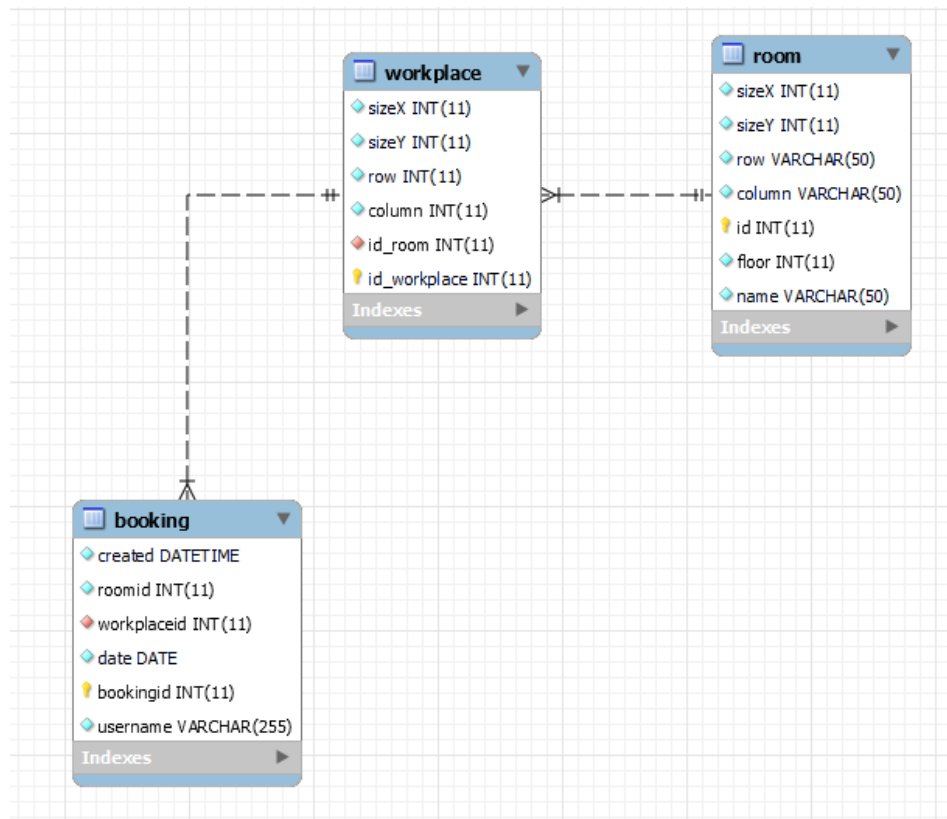 workplace
sizeX INT(11)
sizeY INT(11)
row INT(11)
column INT(11)
id_room INT(11)
id_workplace INT(11)
Indexes
room
sizeX INT(11)
sizeY INT(11)
row VARCHAR(50)
column VARCHAR(50)
id INT(11)
floor INT(11)
name VARCHAR(50)
Indexes
booking
created DATETIME
roomid INT(11)
workplaceid INT(11)
date DATE
bookingid INT(11)
username VARCHAR(255)
Indexes